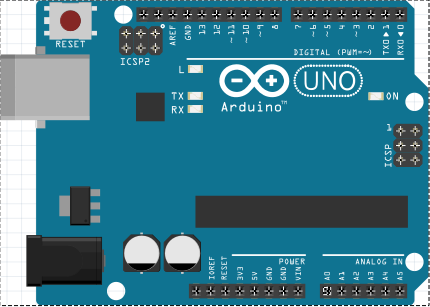 RESET
ICSP2
AREF
GND
13
12
~11
~10
~9
8
7
~6
~5
4
~3
2
TXO▶1
RXO◀0
DIGITAL (PWM=~)
L
TX
RX
UNO
Arduino™
ON
1
ICSP
POWER
ANALOG IN
IOREF
RESET
3V3
5V
GND
GND
VIN
A0
A1
A2
A3
A4
A5